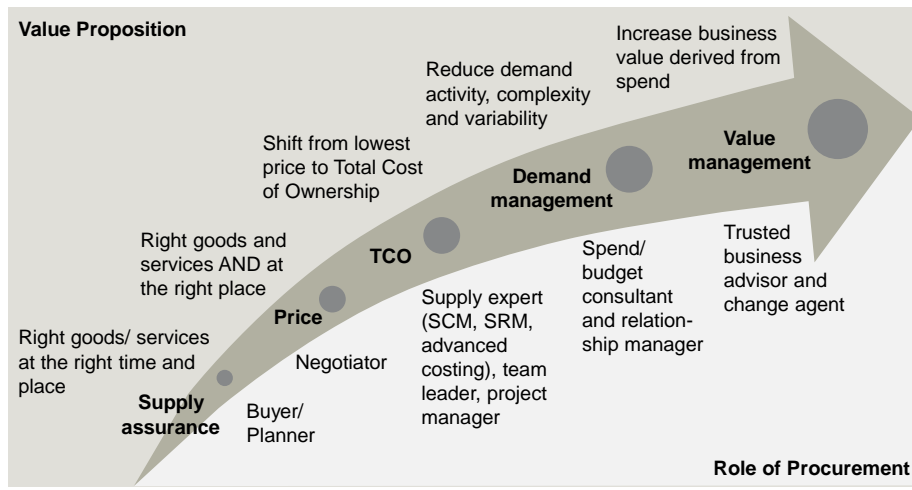 Value Proposition
Increase business
value derived from
spend
Reduce demand
activity, complexity
and variability
Shift from lowest
price to Total Cost
of Ownership
Right goods and
services AND at
the right place
Right goods/ services
at the right time and
place
Supply
assurance
Price
TCO
Demand
management
Value
management
Buyer/
Planner
Negotiator
Supply expert
(SCM, SRM,
advanced
costing), team
leader, project
manager
Spend/
budget
consultant
and relation-
ship manager
Trusted
business
advisor and
change agent
Role of Procurement